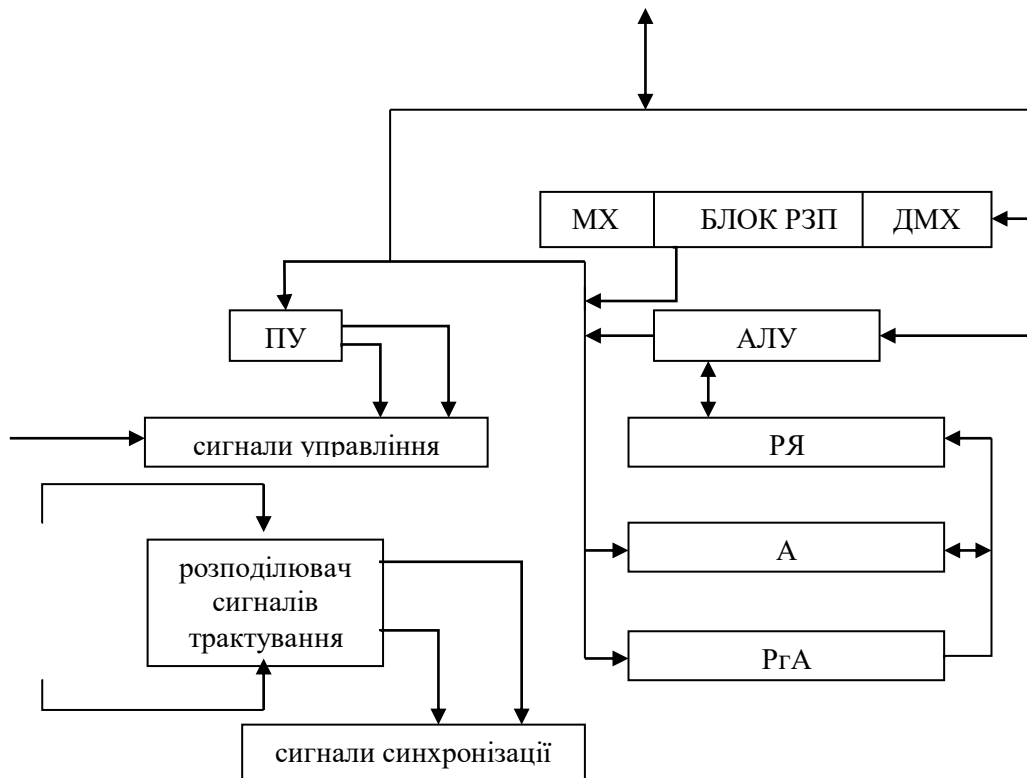 МХ БЛОК РЗП ДМХ
ПУ
АЛУ
сигнали управління
РЯ
розподілювач
сигналів
трактування
А
РгА
сигнали синхронізації